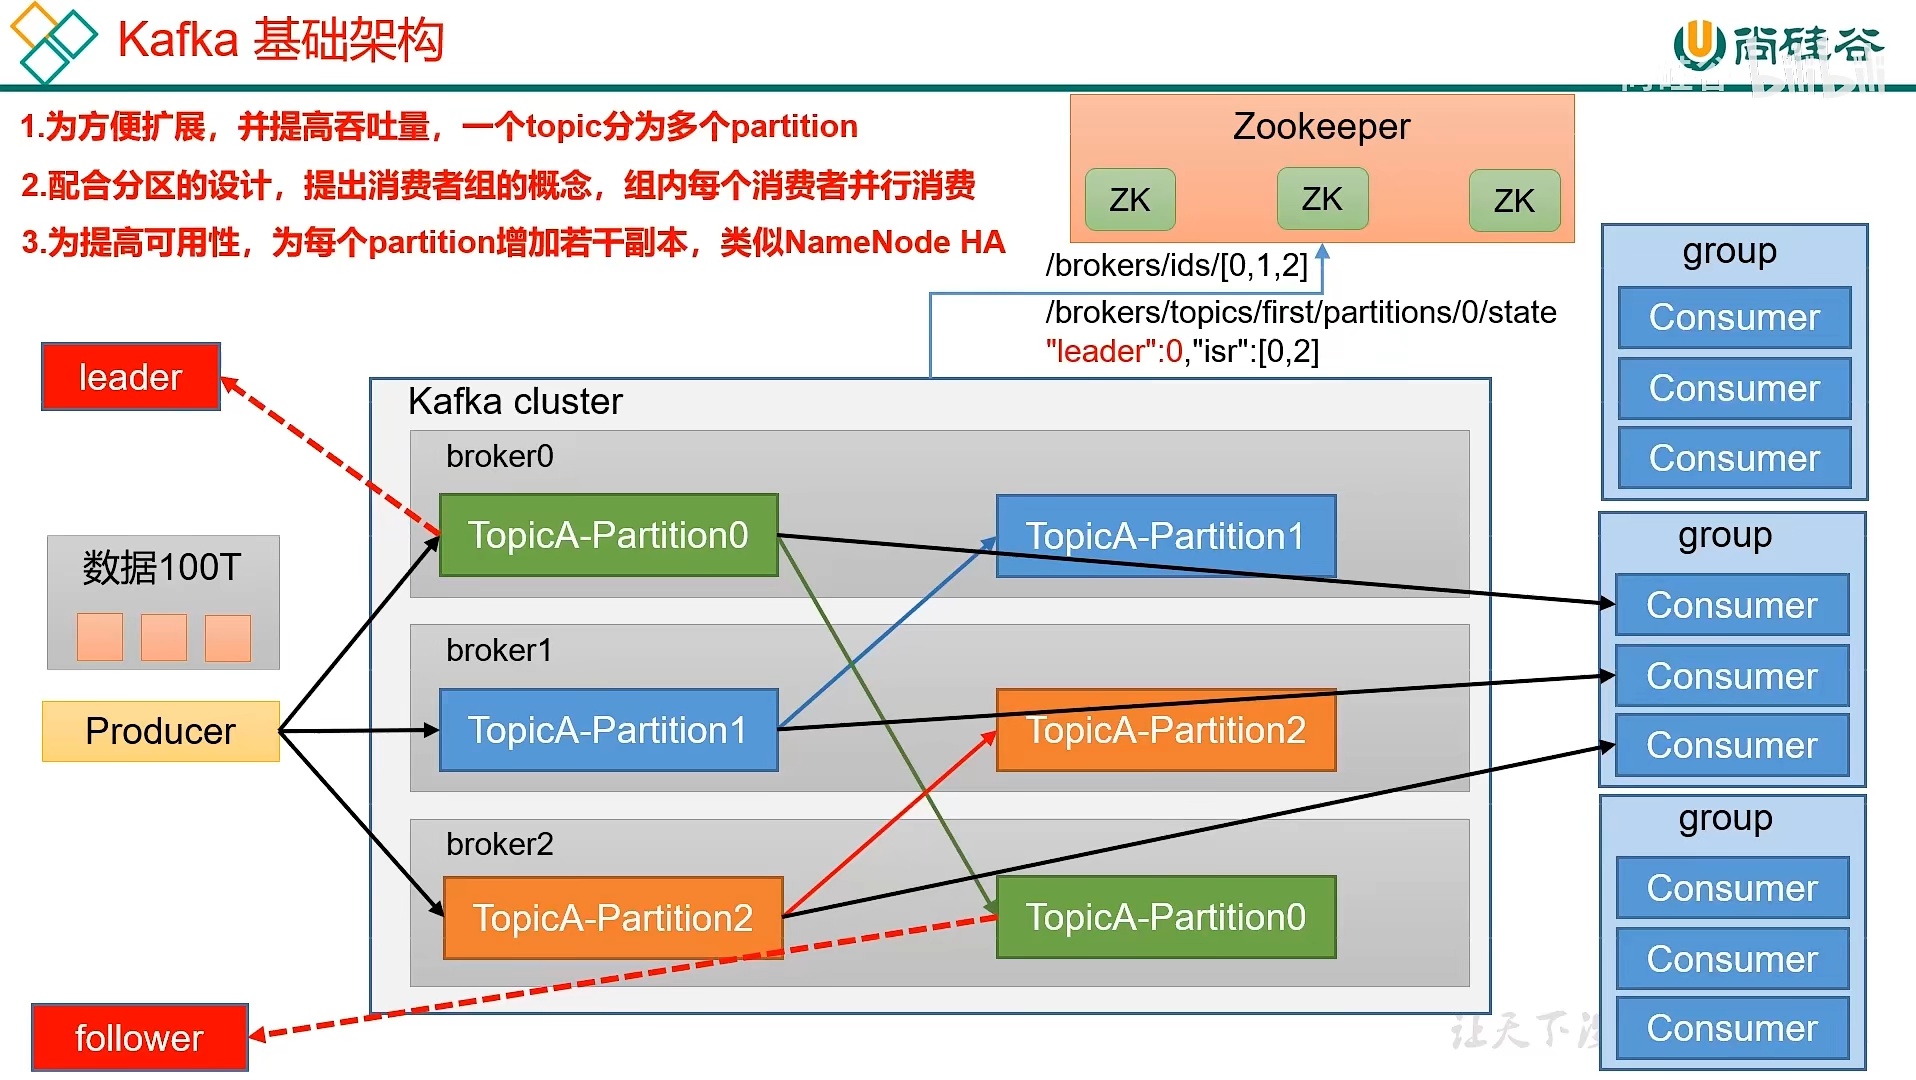 Kafka 基础架构
尚硅谷
尚硅谷 bilibili
1.为方便扩展，并提高吞吐量，一个topic分为多个partition
2.配合分区的设计，提出消费者组的概念，组内每个消费者并行消费
3.为提高可用性，为每个partition增加若干副本，类似NameNode HA
Zookeeper
ZK ZK ZK
/brokers/ids/[0,1,2]
/brokers/topics/first/partitions/0/state
"leader":0,"isr":[0,2]
leader
数据100T
Producer
follower
Kafka cluster
broker0
TopicA-Partition0 TopicA-Partition1
broker1
TopicA-Partition1 TopicA-Partition2
broker2
TopicA-Partition2 TopicA-Partition0
group
Consumer
Consumer
Consumer
group
Consumer
Consumer
Consumer
group
Consumer
Consumer
Consumer
让天下